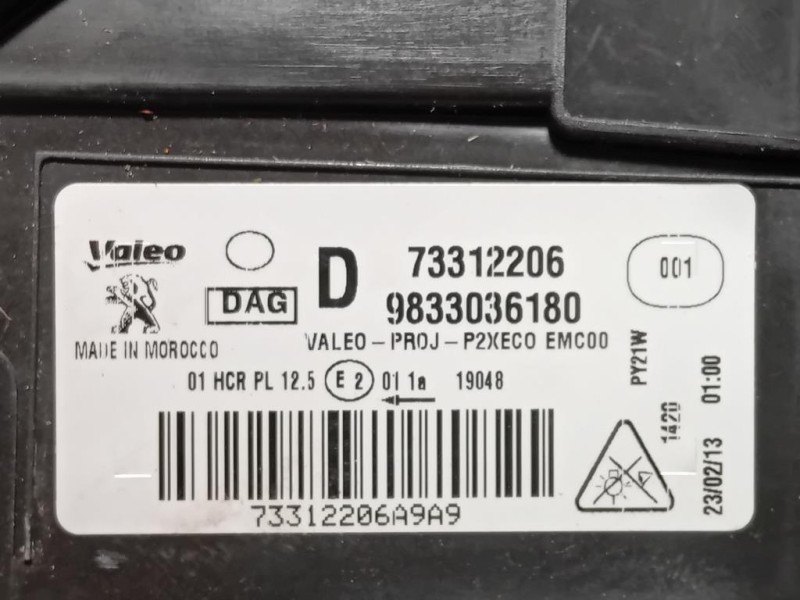 Valeo
DAG
D
73312206
9833036180
001
MADE IN MOROCCO
VALEO-PROJ-P2XECO EMC00
01 HCR PL 12.5 E2 01 1a 19048
PY21W
1420
23/02/13 01:00
73312206A9A9